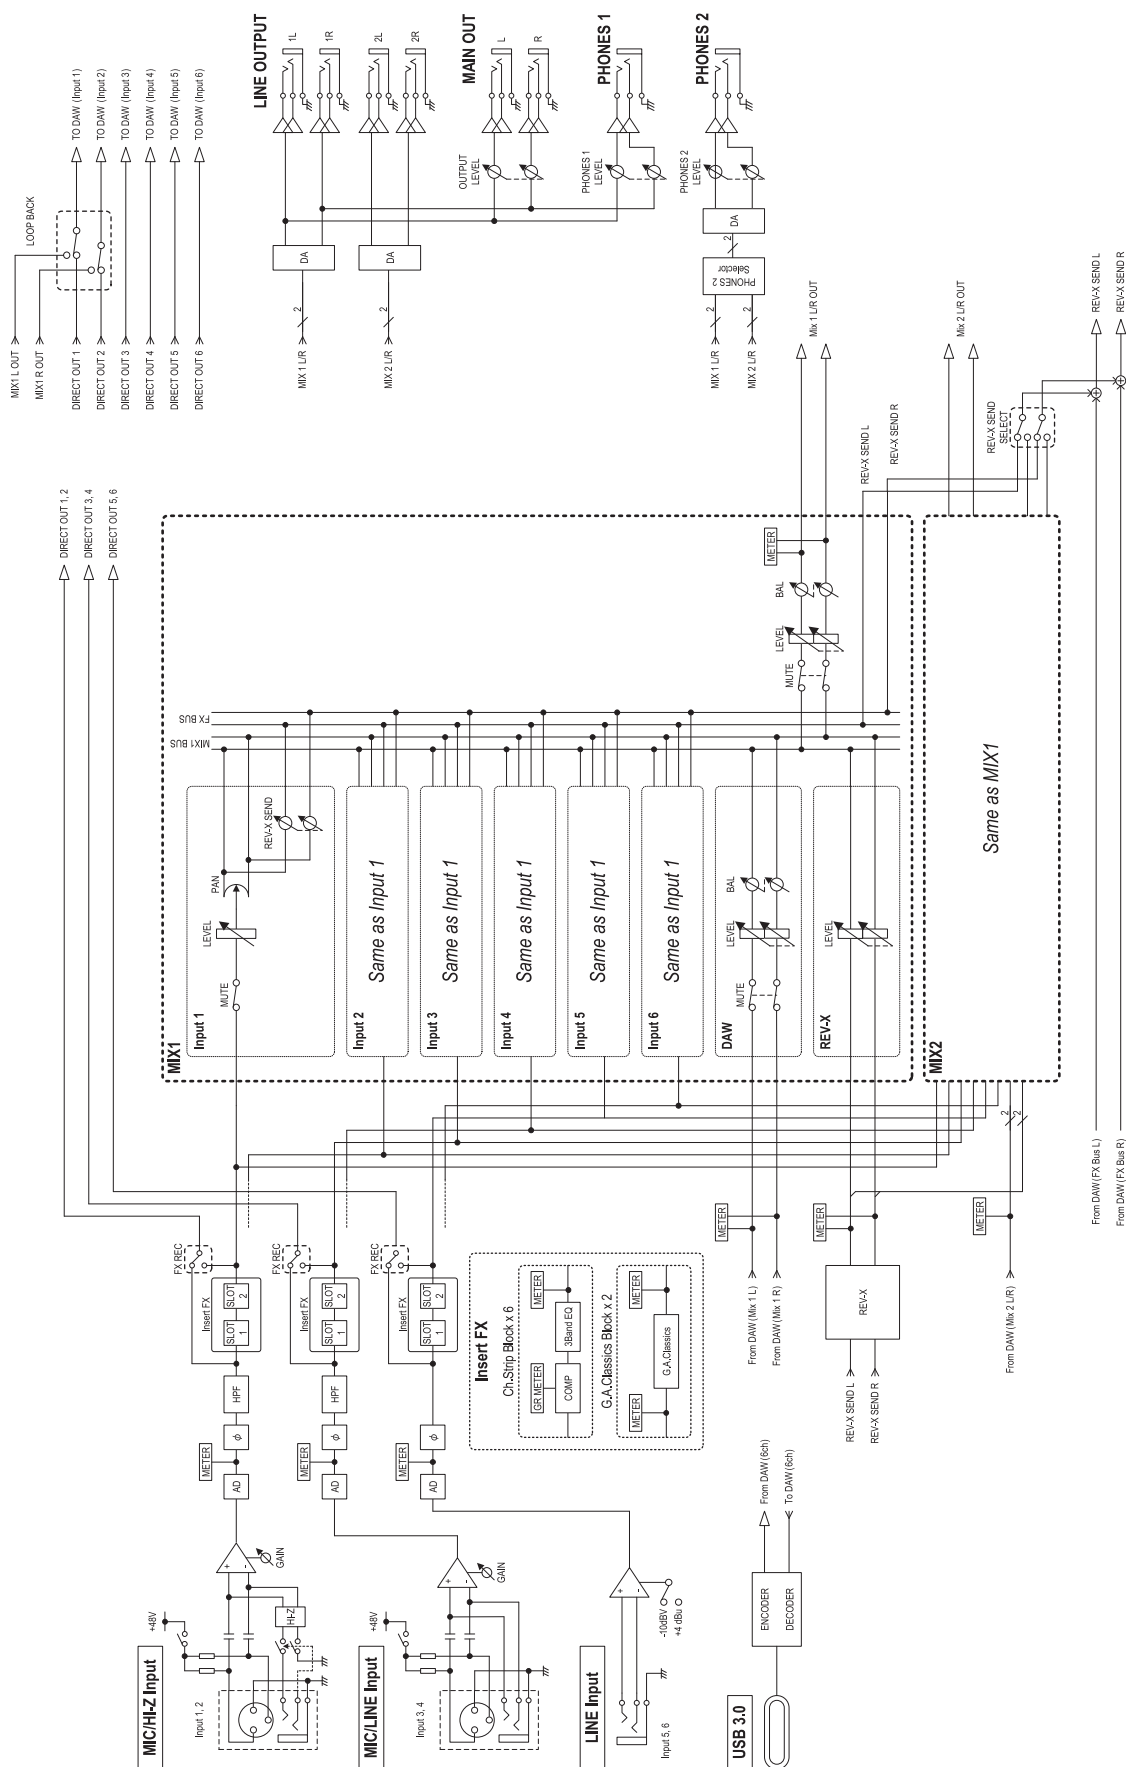 MIC/HI-Z Input
Input 1, 2
+48V
HI-Z
+
-
GAIN
AD
METER
φ
HPF
Insert FX
SLOT 1
SLOT 2
FX REC
DIRECT OUT 1, 2
DIRECT OUT 3, 4
DIRECT OUT 5, 6
MIC/LINE Input
Input 3, 4
+48V
+
-
GAIN
AD
METER
φ
HPF
Insert FX
SLOT 1
SLOT 2
FX REC
LINE Input
Input 5, 6
+
-
-10dBV
+4 dBu
AD
METER
φ
Insert FX
SLOT 1
SLOT 2
FX REC
Insert FX
Ch.Strip Block x 6
GR METER
COMP
3Band EQ
METER
G.A.Classics Block x 2
METER
G.A.Classics
METER
USB 3.0
ENCODER
DECODER
From DAW (6ch)
To DAW (6ch)
From DAW (Mix 1 L)
From DAW (Mix 1 R)
METER
REV-X SEND L
REV-X SEND R
REV-X
METER
From DAW (Mix 2 L/R)
METER
2
2
From DAW (FX Bus L)
From DAW (FX Bus R)
MIX1
Input 1
MUTE
LEVEL
PAN
REV-X SEND
MIX1 BUS
FX BUS
Input 2
Same as Input 1
Input 3
Same as Input 1
Input 4
Same as Input 1
Input 5
Same as Input 1
Input 6
Same as Input 1
DAW
MUTE
LEVEL
BAL
REV-X
LEVEL
MUTE
LEVEL
BAL
METER
MIX2
Same as MIX1
REV-X SEND L
REV-X SEND R
Mix 1 L/R OUT
Mix 2 L/R OUT
REV-X SEND
SELECT
REV-X SEND L
REV-X SEND R
MIX1 L OUT
MIX1 R OUT
DIRECT OUT 1
DIRECT OUT 2
DIRECT OUT 3
DIRECT OUT 4
DIRECT OUT 5
DIRECT OUT 6
LOOP BACK
TO DAW (Input 1)
TO DAW (Input 2)
TO DAW (Input 3)
TO DAW (Input 4)
TO DAW (Input 5)
TO DAW (Input 6)
MIX 1 L/R
2
DA
MIX 2 L/R
2
DA
LINE OUTPUT
1L
1R
2L
2R
OUTPUT
LEVEL
MAIN OUT
L
R
PHONES 1
LEVEL
PHONES 1
MIX 1 L/R
MIX 2 L/R
2
2
PHONES 2
Selector
2
DA
PHONES 2
LEVEL
PHONES 2